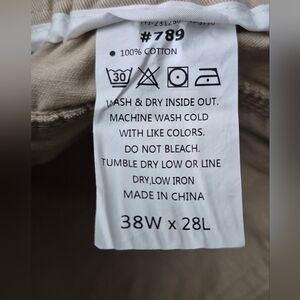 #789
● 100% COTTON
30
WASH & DRY INSIDE OUT.
MACHINE WASH COLD
WITH LIKE COLORS.
DO NOT BLEACH.
TUMBLE DRY LOW OR LINE
DRY,LOW IRON
MADE IN CHINA
38W x 28L